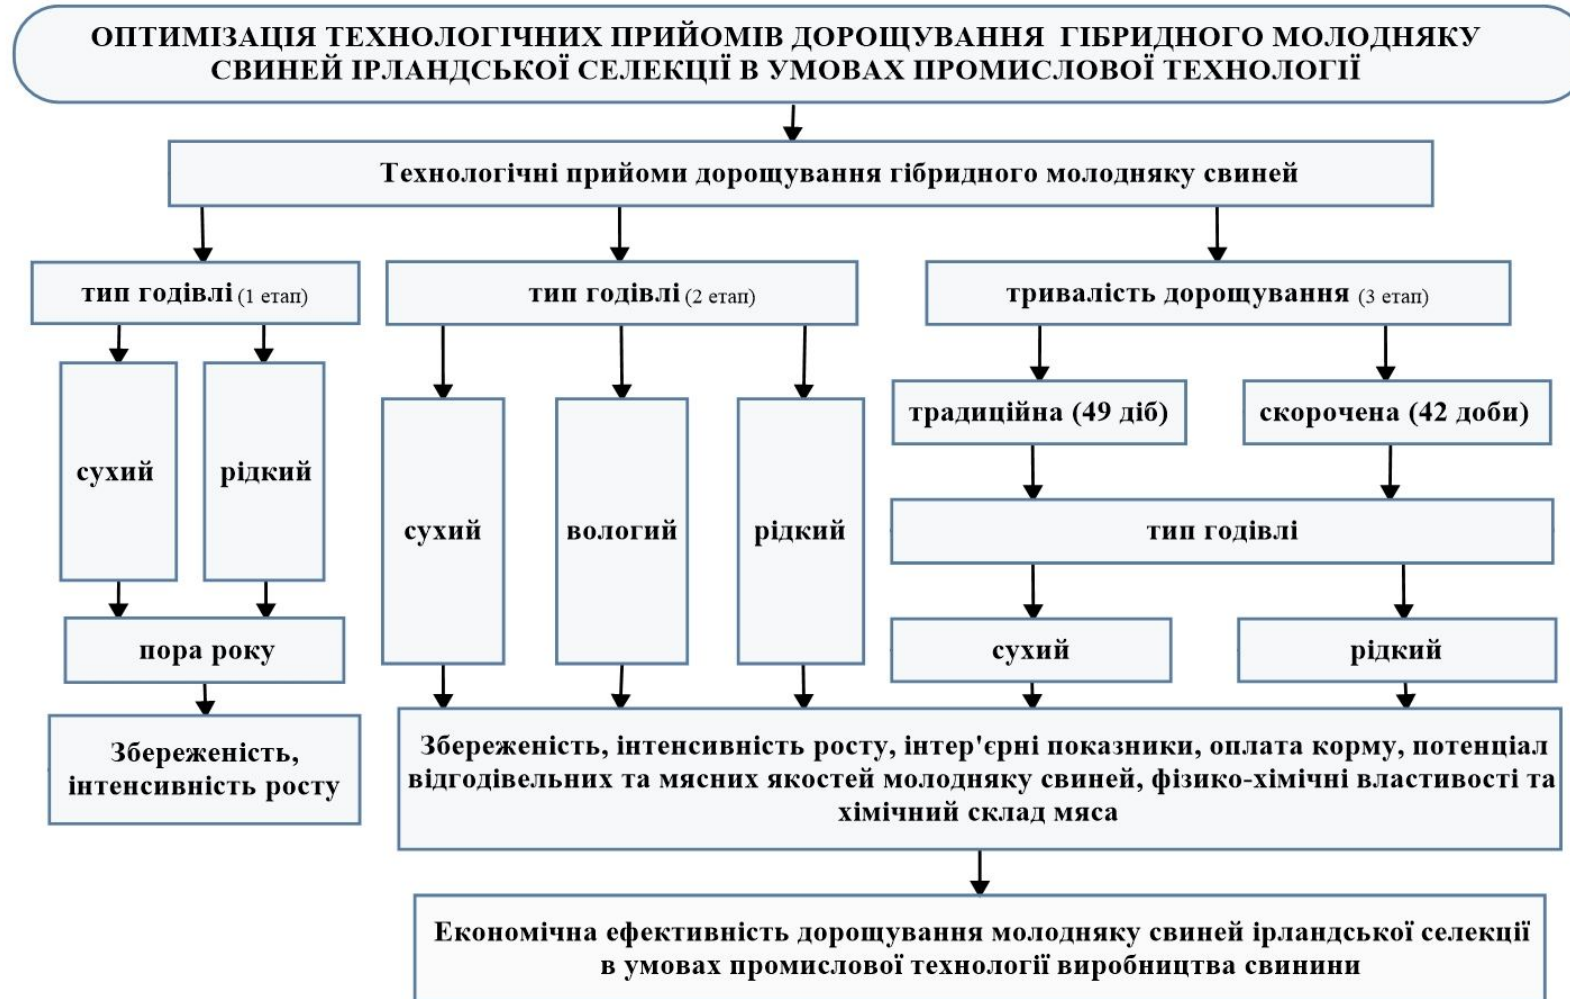 ОПТИМІЗАЦІЯ ТЕХНОЛОГІЧНИХ ПРИЙОМІВ ДОРОЩУВАННЯ ГІБРИДНОГО МОЛОДНЯКУ
СВИНЕЙ ІРЛАНДСЬКОЇ СЕЛЕКЦІЇ В УМОВАХ ПРОМИСЛОВОЇ ТЕХНОЛОГІЇ
Технологічні прийоми дорощування гібридного молодняку свиней
тип годівлі (1 етап)
тип годівлі (2 етап)
тривалість дорощування (3 етап)
традиційна (49 діб)
скорочена (42 доби)
сухий
рідкий
сухий
вологий
рідкий
тип годівлі
пора року
сухий
рідкий
Збереженість,
інтенсивність росту
Збереженість, інтенсивність росту, інтер'єрні показники, оплата корму, потенціал
відгодівельних та мясних якостей молодняку свиней, фізико-хімічні властивості та
хімічний склад мяса
Економічна ефективність дорощування молодняку свиней ірландської селекції
в умовах промислової технології виробництва свинини